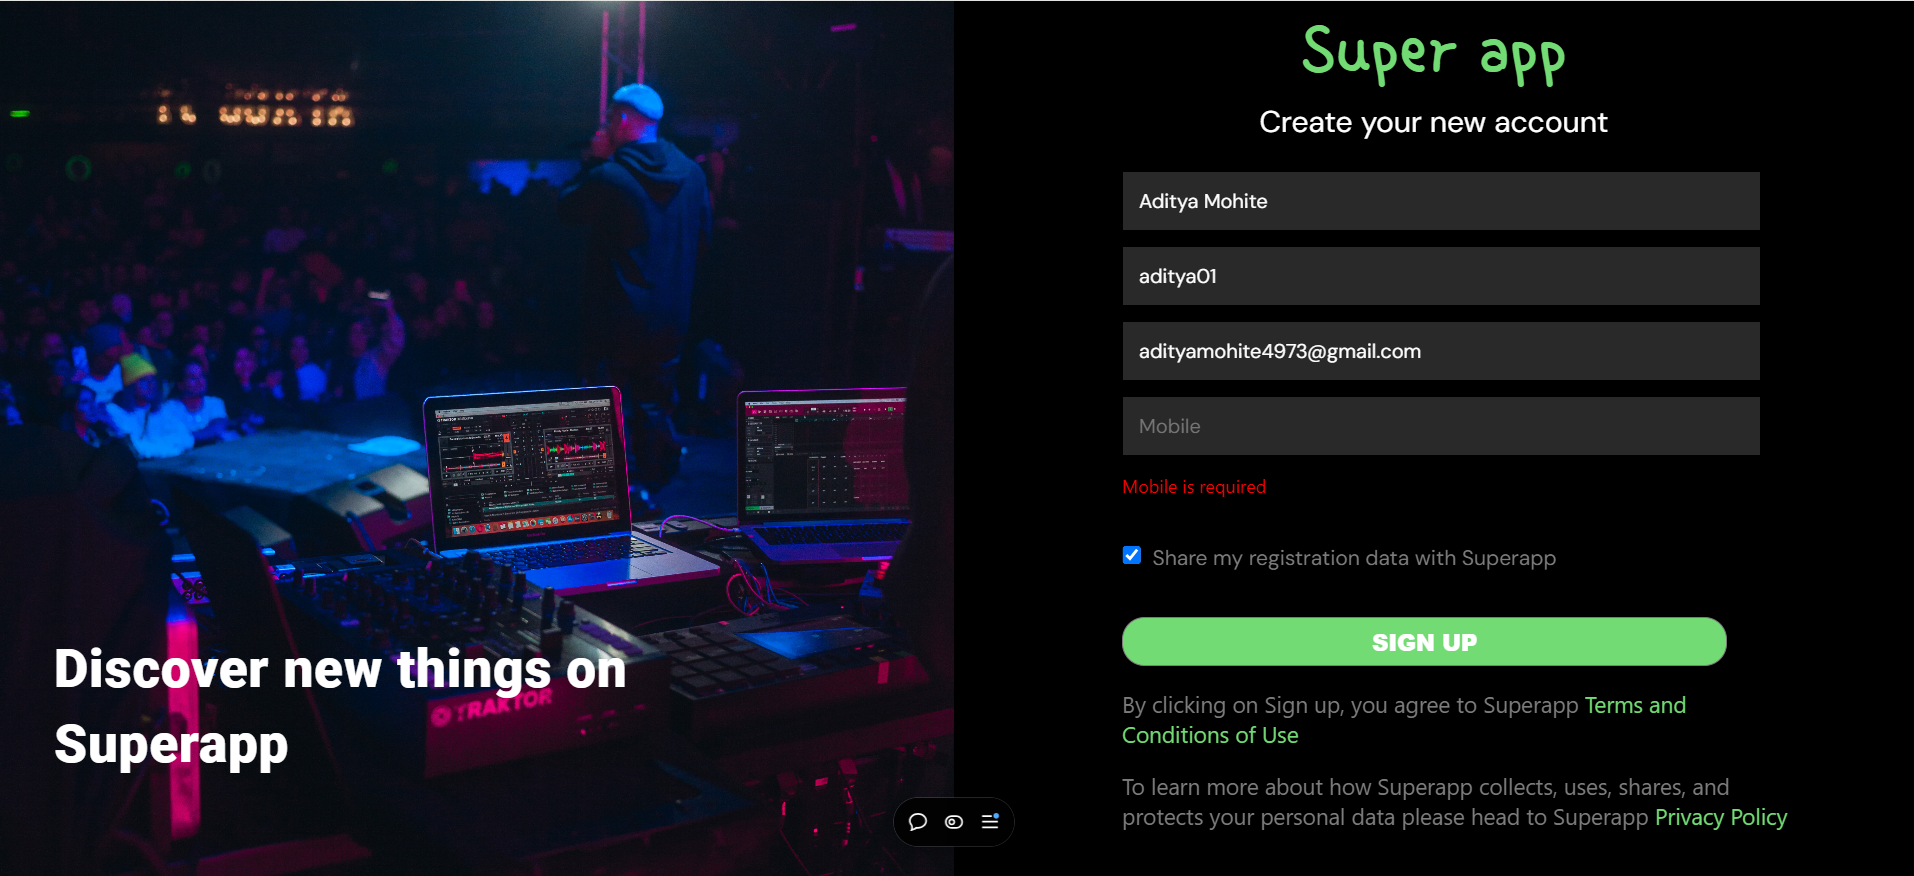 Super app
Create your new account
Aditya Mohite
aditya01
adityamohite4973@gmail.com
Mobile
Mobile is required
Share my registration data with Superapp
SIGN UP
By clicking on Sign up, you agree to Superapp Terms and
Conditions of Use
To learn more about how Superapp collects, uses, shares, and
protects your personal data please head to Superapp Privacy Policy
Discover new things on
Superapp
TRAKTOR